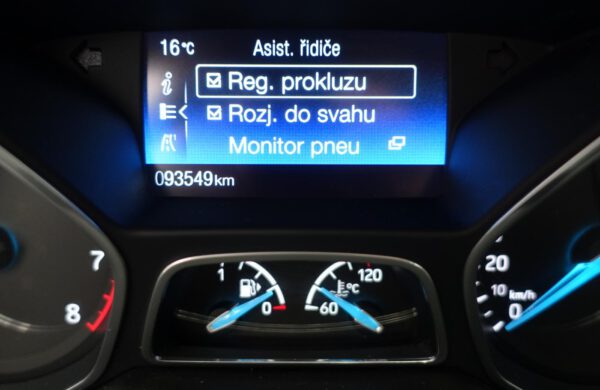 16°C Asist. řidiče
Reg. prokluzu
Rozj. do svahu
Monitor pneu
093549km
7
8
1
0
120
°C
60
20
10 km/h
0